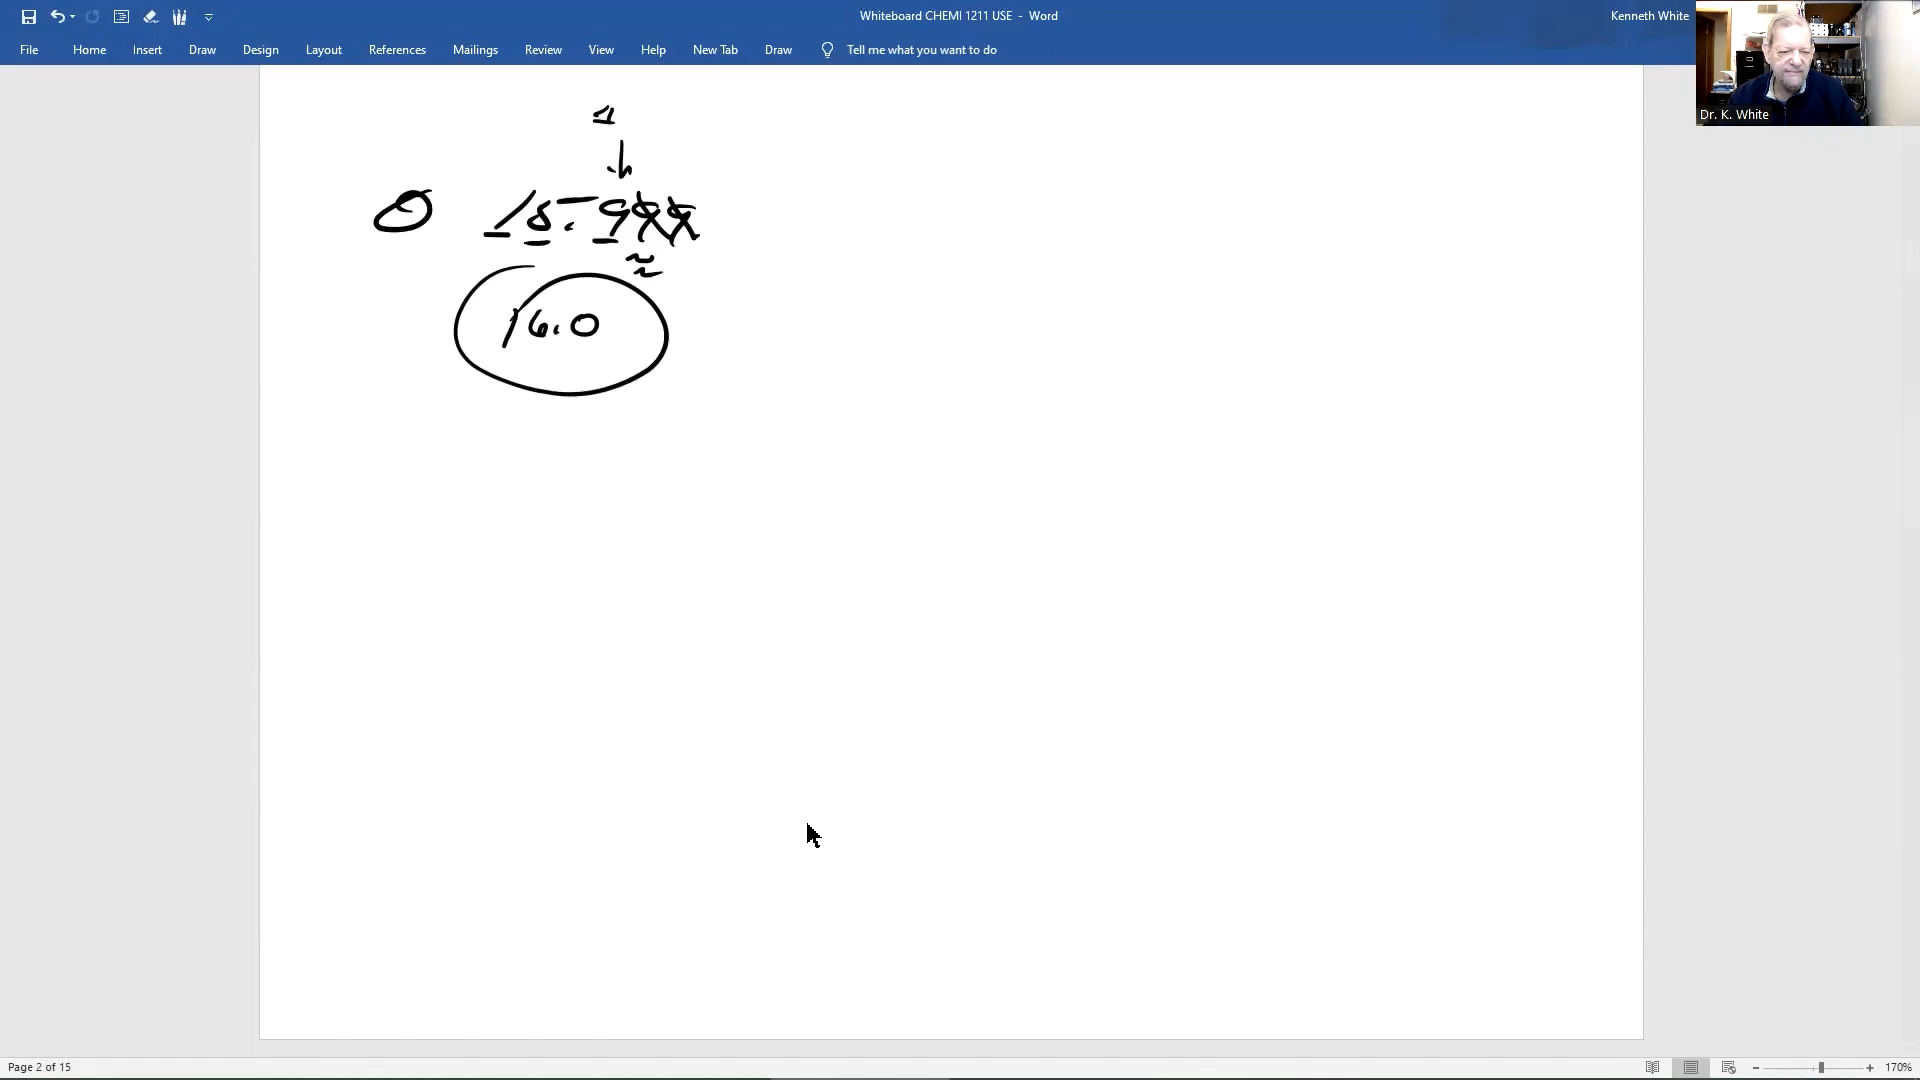 Whiteboard CHEMI 1211 USE - Word
Kenneth White
File Home Insert Draw Design Layout References Mailings Review View Help New Tab Draw Tell me what you want to do
Dr. K. White
1
O 15.999
16.0
Page 2 of 15
170%